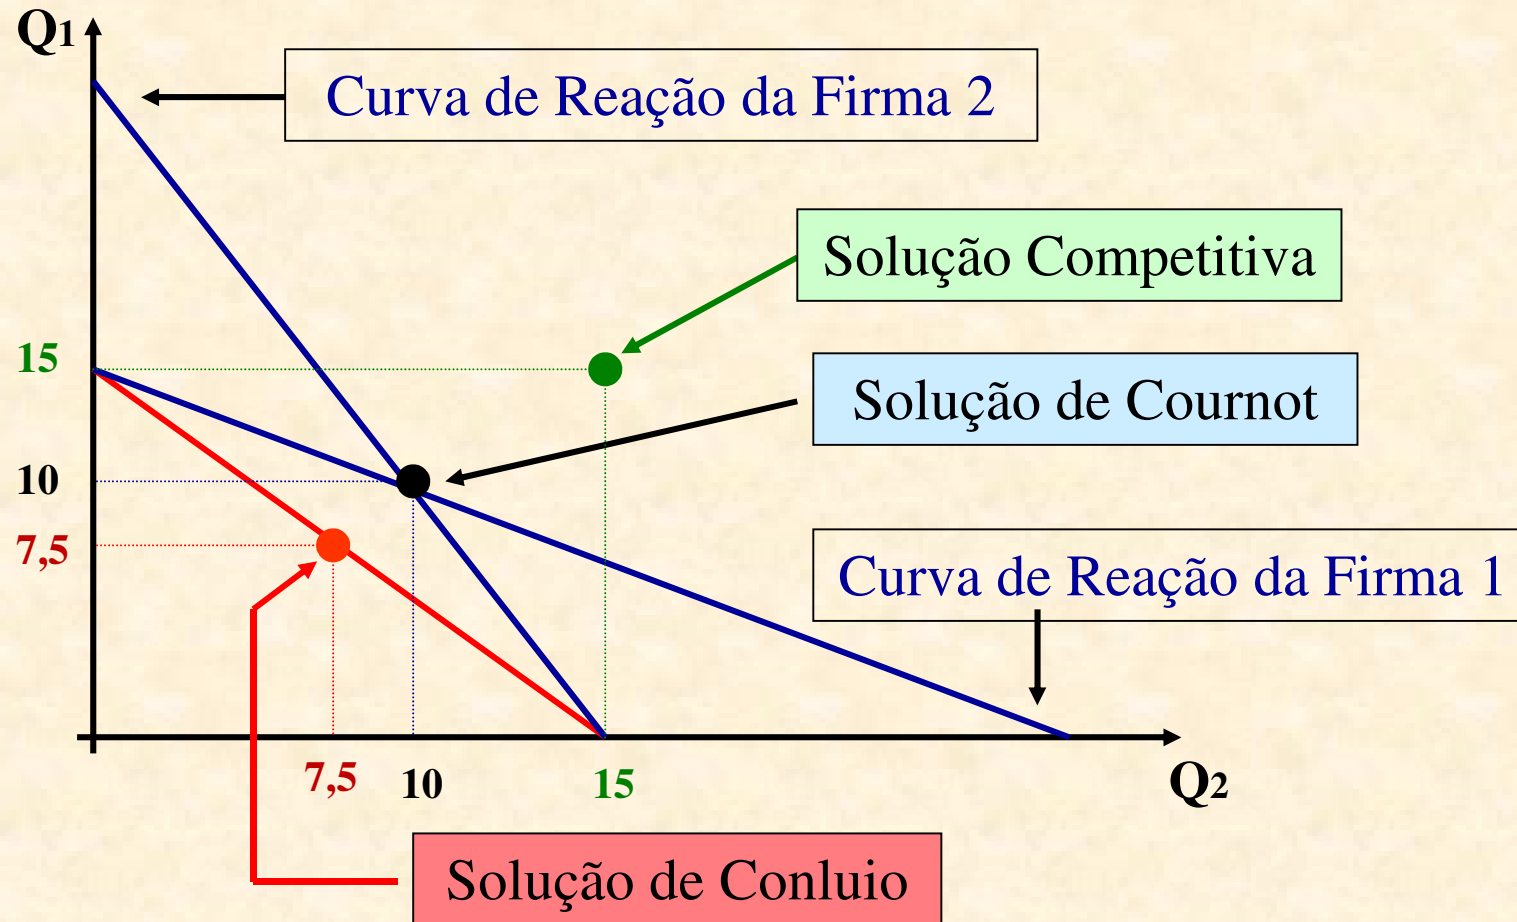 Q1
Curva de Reação da Firma 2
Solução Competitiva
15
Solução de Cournot
10
7,5
Curva de Reação da Firma 1
7,5
10
15
Q2
Solução de Conluio